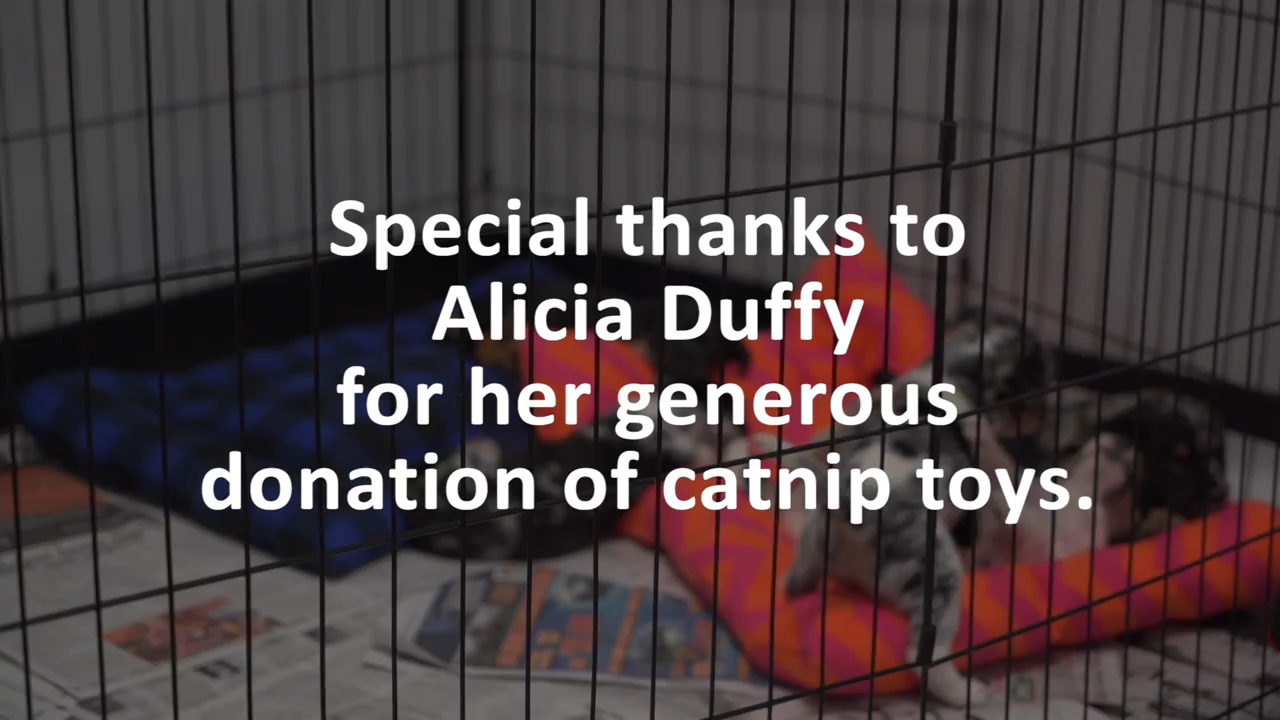 Special thanks to
Alicia Duffy
for her generous
donation of catnip toys.